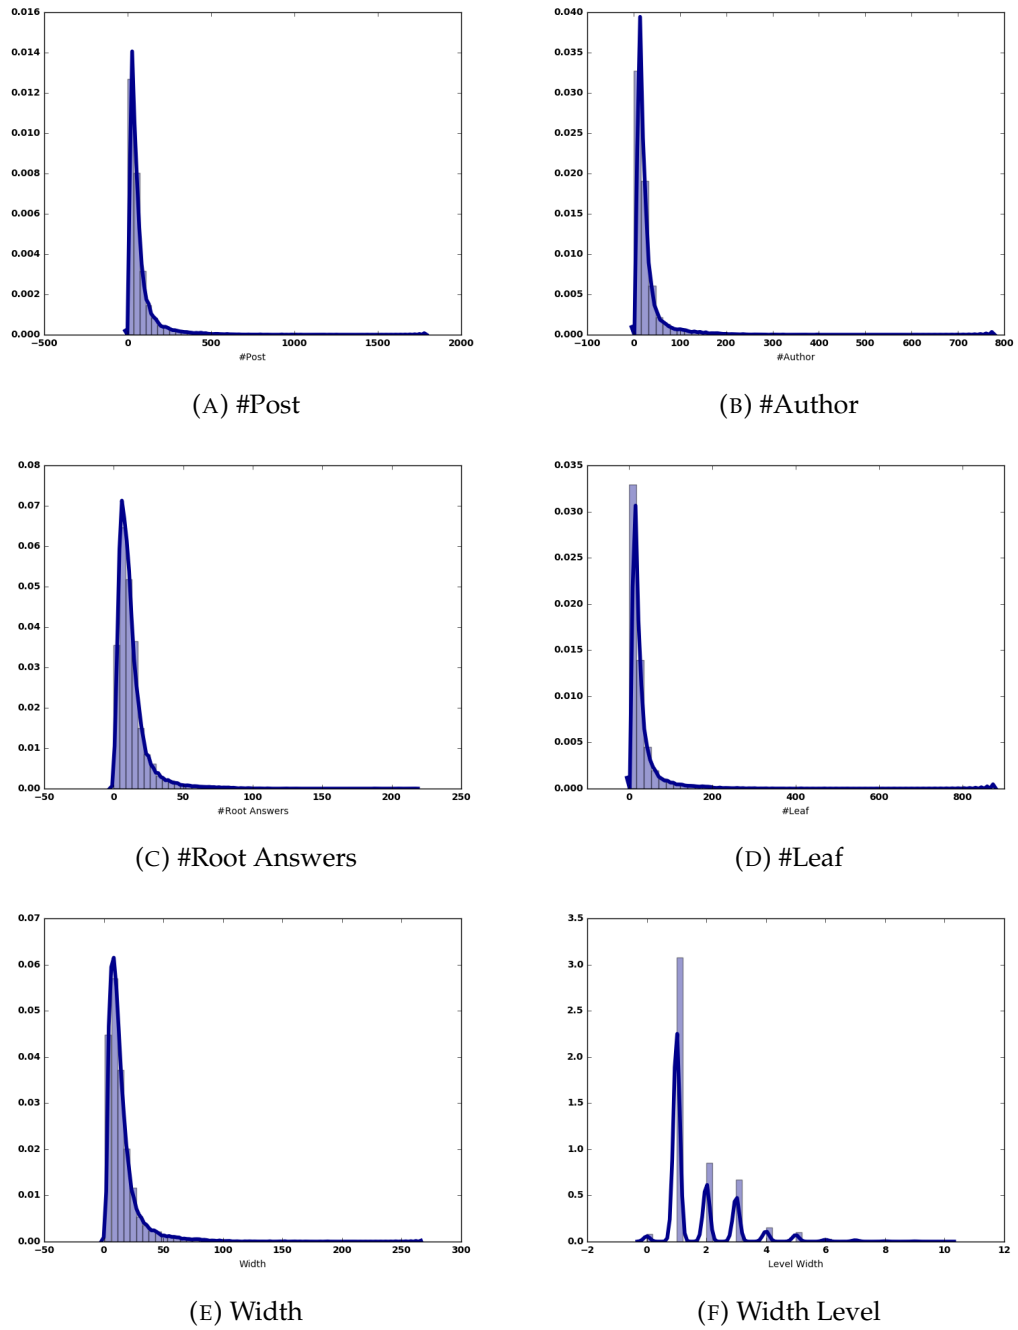 0.016
0.014
0.012
0.010
0.008
0.006
0.004
0.002
0.000
−500 0 500 1000 1500 2000
#Post
(A) #Post
0.040
0.035
0.030
0.025
0.020
0.015
0.010
0.005
0.000
−100 0 100 200 300 400 500 600 700 800
#Author
(B) #Author
0.08
0.07
0.06
0.05
0.04
0.03
0.02
0.01
0.00
−50 0 50 100 150 200 250
#Root Answers
(C) #Root Answers
0.035
0.030
0.025
0.020
0.015
0.010
0.005
0.000
0 200 400 600 800
#Leaf
(D) #Leaf
0.07
0.06
0.05
0.04
0.03
0.02
0.01
0.00
−50 0 50 100 150 200 250 300
Width
(E) Width
3.5
3.0
2.5
2.0
1.5
1.0
0.5
0.0
−2 0 2 4 6 8 10 12
Level Width
(F) Width Level